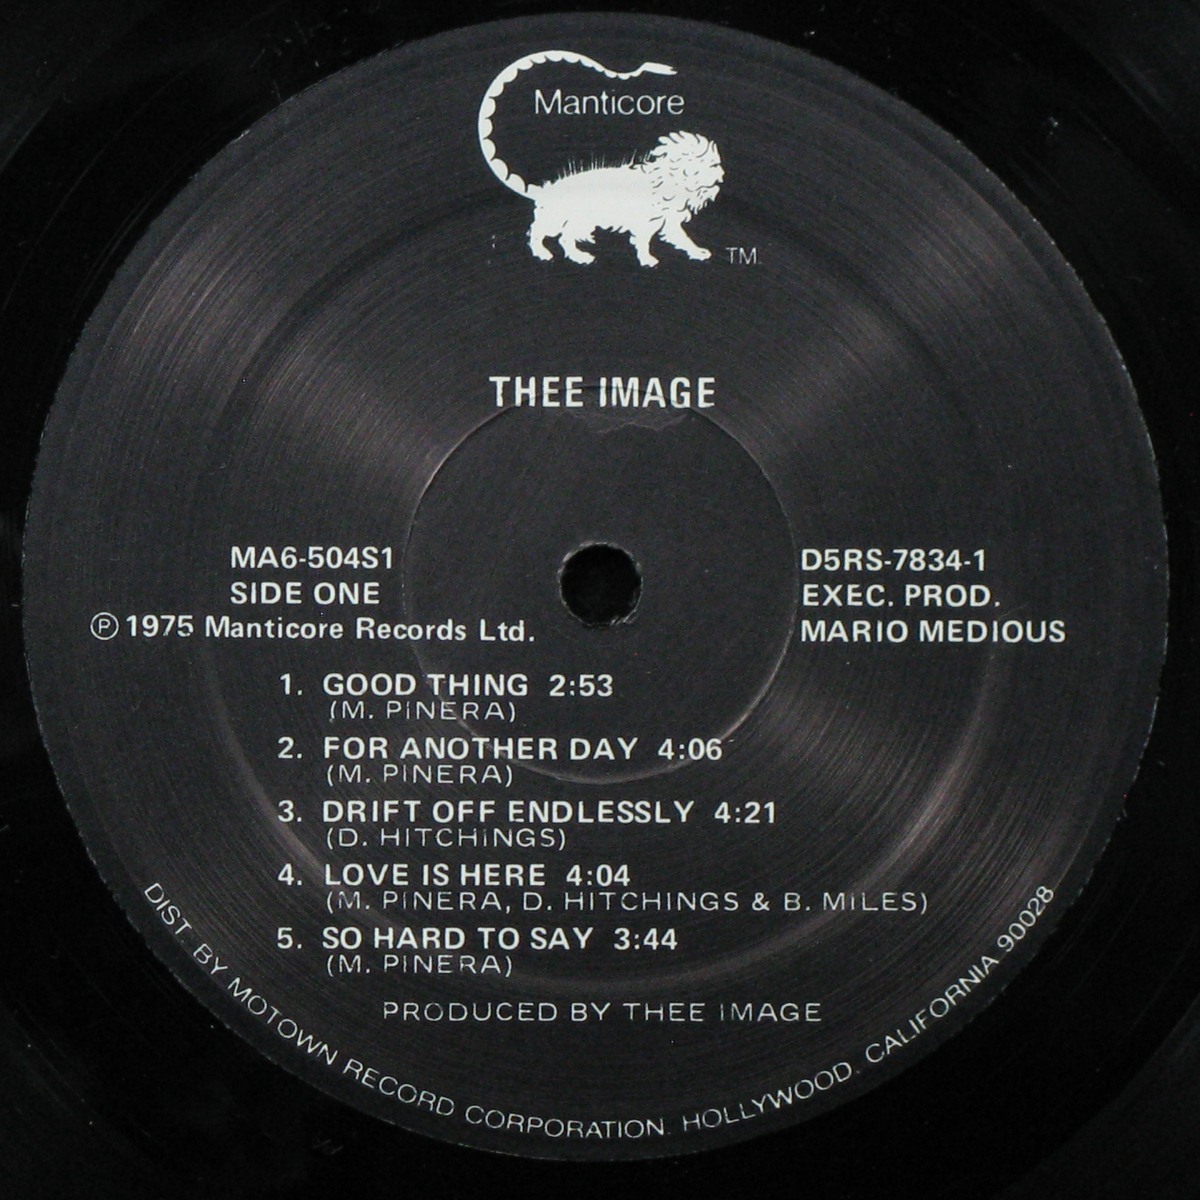 Manticore
TM
THEE IMAGE
MA6-504S1
SIDE ONE
Ⓟ 1975 Manticore Records Ltd.
D5RS-7834-1
EXEC. PROD.
MARIO MEDIOUS
1. GOOD THING 2:53
(M. PINERA)
2. FOR ANOTHER DAY 4:06
(M. PINERA)
3. DRIFT OFF ENDLESSLY 4:21
(D. HITCHINGS)
4. LOVE IS HERE 4:04
(M. PINERA, D. HITCHINGS & B. MILES)
5. SO HARD TO SAY 3:44
(M. PINERA)
PRODUCED BY THEE IMAGE
DIST. BY MOTOWN RECORD CORPORATION. HOLLYWOOD. CALIFORNIA 90028